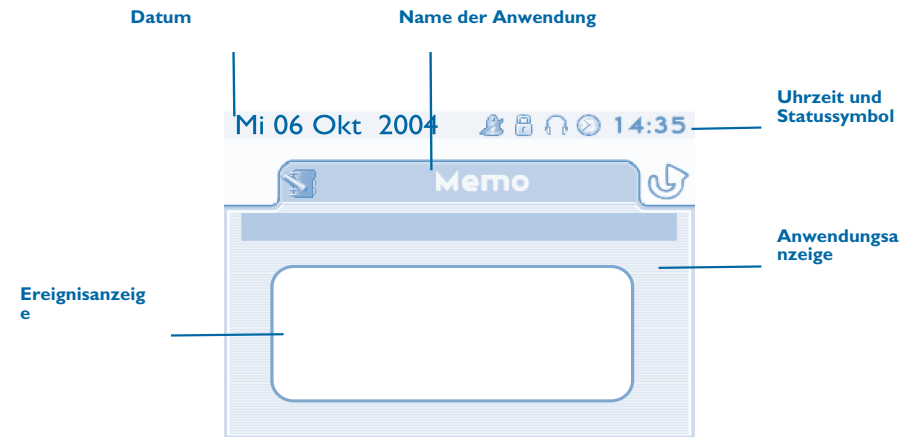 Datum
Name der Anwendung
Uhrzeit und
Statussymbol
Mi 06 Okt 2004
14:35
Memo
Anwendungsa
nzeige
Ereignisanzeig
e